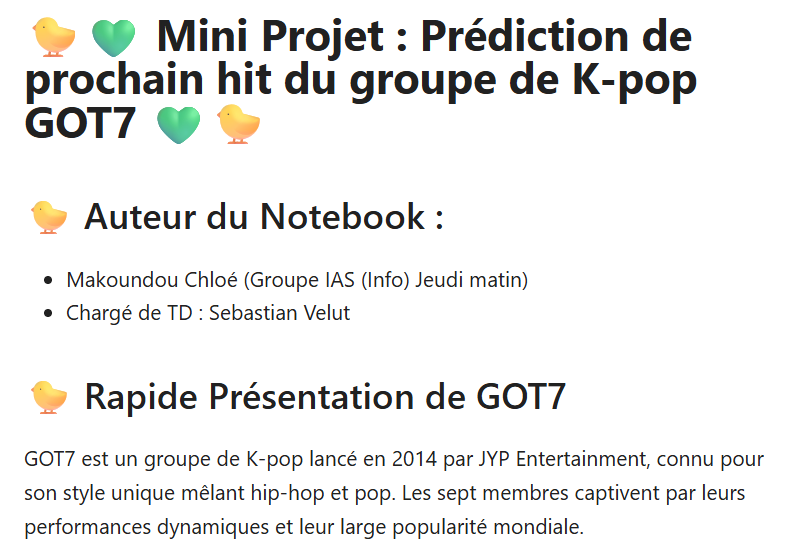 🐤💚 Mini Projet : Prédiction de
prochain hit du groupe de K-pop
GOT7 💚🐤
🐤 Auteur du Notebook :
• Makoundou Chloé (Groupe IAS (Info) Jeudi matin)
• Chargé de TD : Sebastian Velut
🐤 Rapide Présentation de GOT7
GOT7 est un groupe de K-pop lancé en 2014 par JYP Entertainment, connu pour
son style unique mêlant hip-hop et pop. Les sept membres captivent par leurs
performances dynamiques et leur large popularité mondiale.